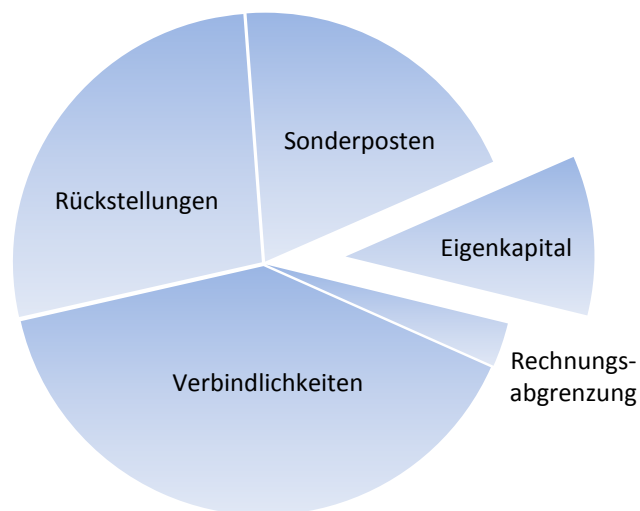 Sonderposten
Rückstellungen
Eigenkapital
Rechnungs-
abgrenzung
Verbindlichkeiten